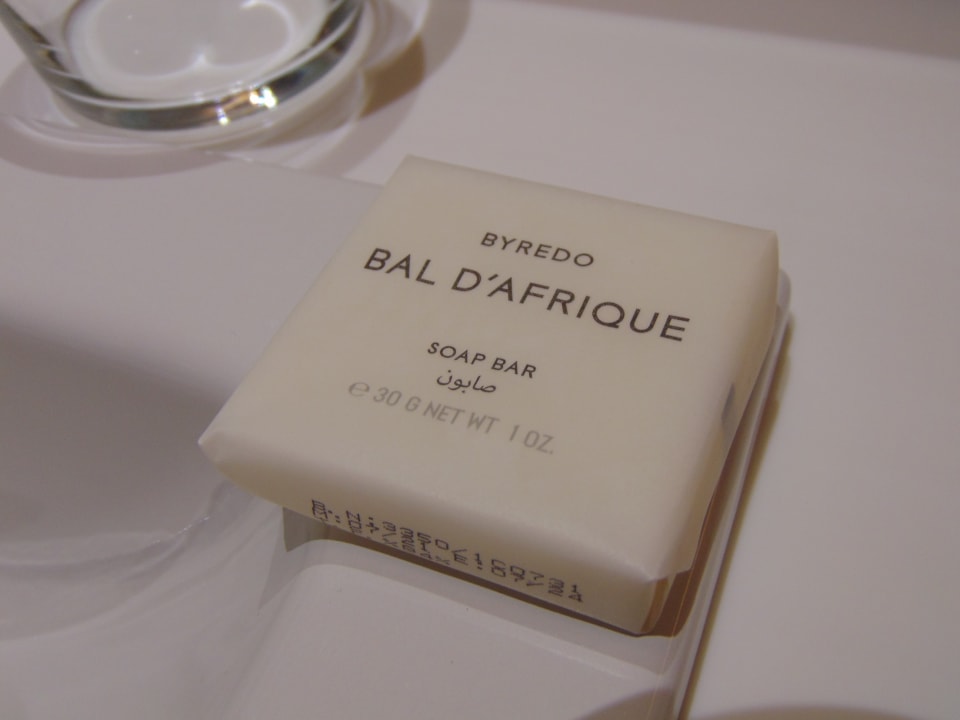 BYREDO
BAL D'AFRIQUE
SOAP BAR
صابون
℮ 30 G NET WT 1 OZ.